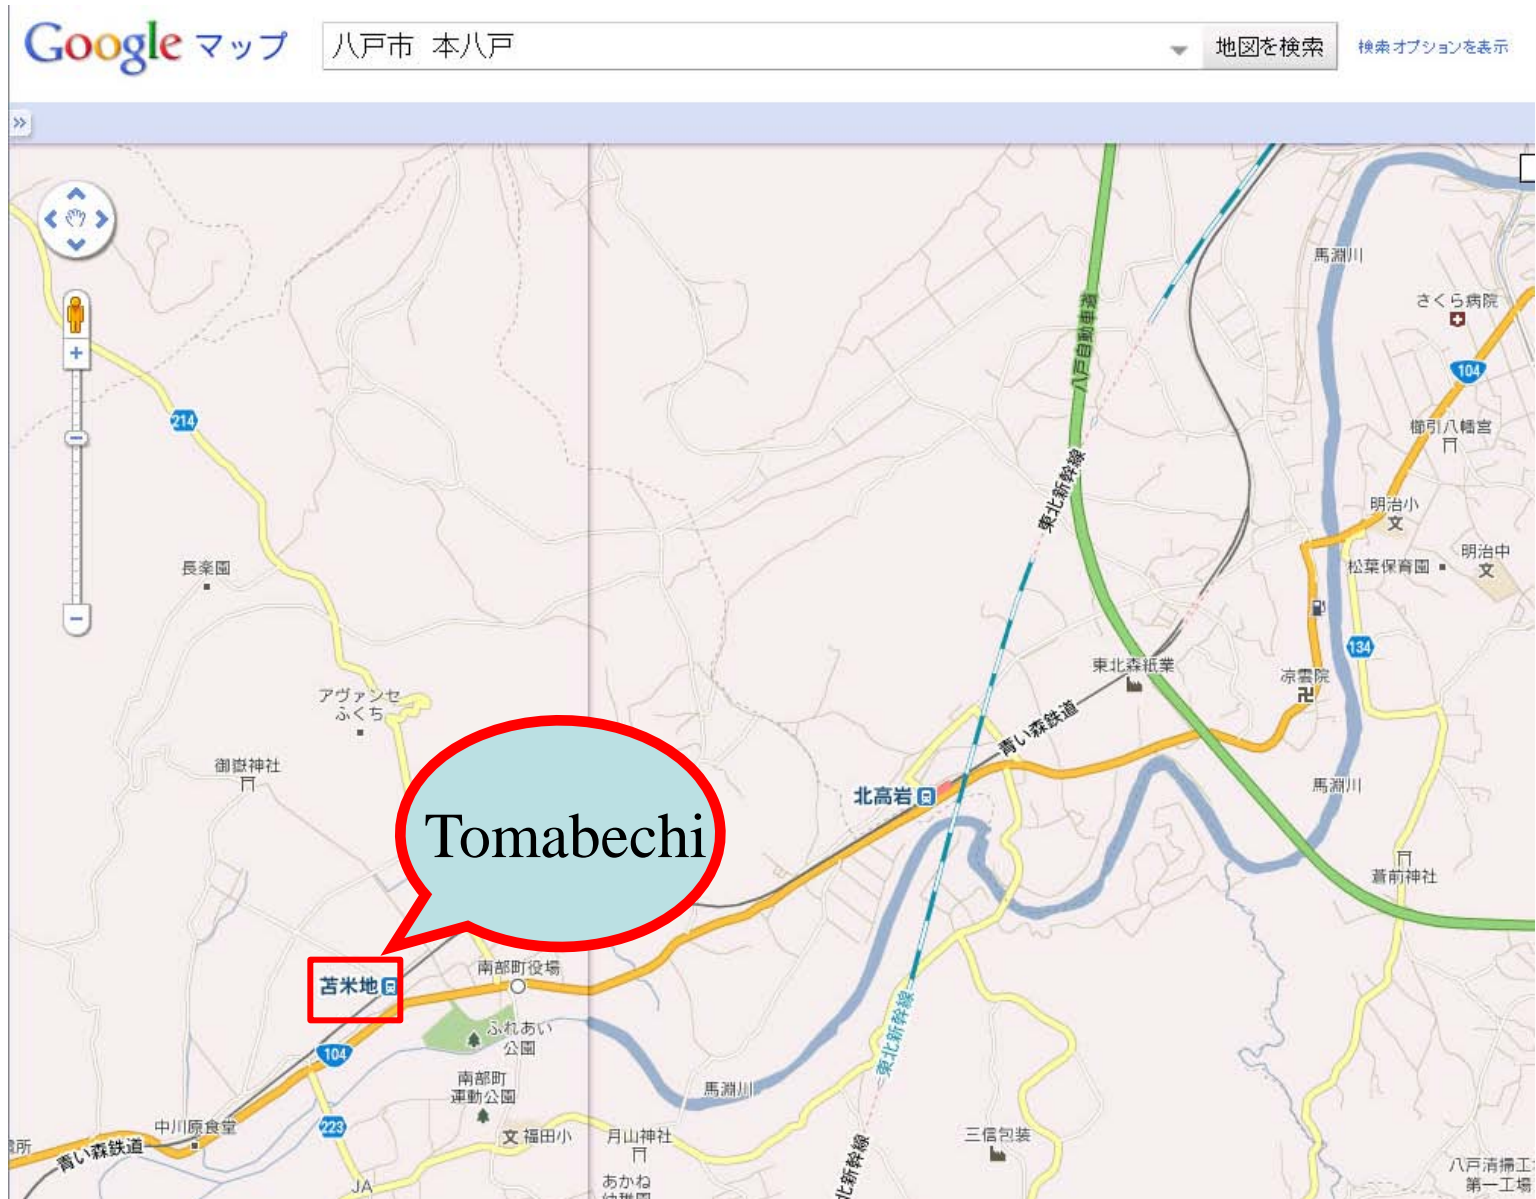 Google マップ
八戸市 本八戸
地図を検索
検索オプションを表示
»
馬淵川
さくら病院
八戸自動車道
104
214
櫛引八幡宮
東北新幹線
明治小
文
明治中
文
松葉保育園
長楽園
134
東北森紙業
涼雲院
アヴァンセ
ふくち
青い森鉄道
御嶽神社
北高岩
馬淵川
Tomabechi
蒼前神社
苫米地
南部町役場
東北新幹線
ふれあい
公園
104
南部町
運動公園
馬淵川
中川原食堂
223
文 福田小
月山神社
三信包装
青い森鉄道
北新幹線
JA
あかね
八戸清掃工
第一工場